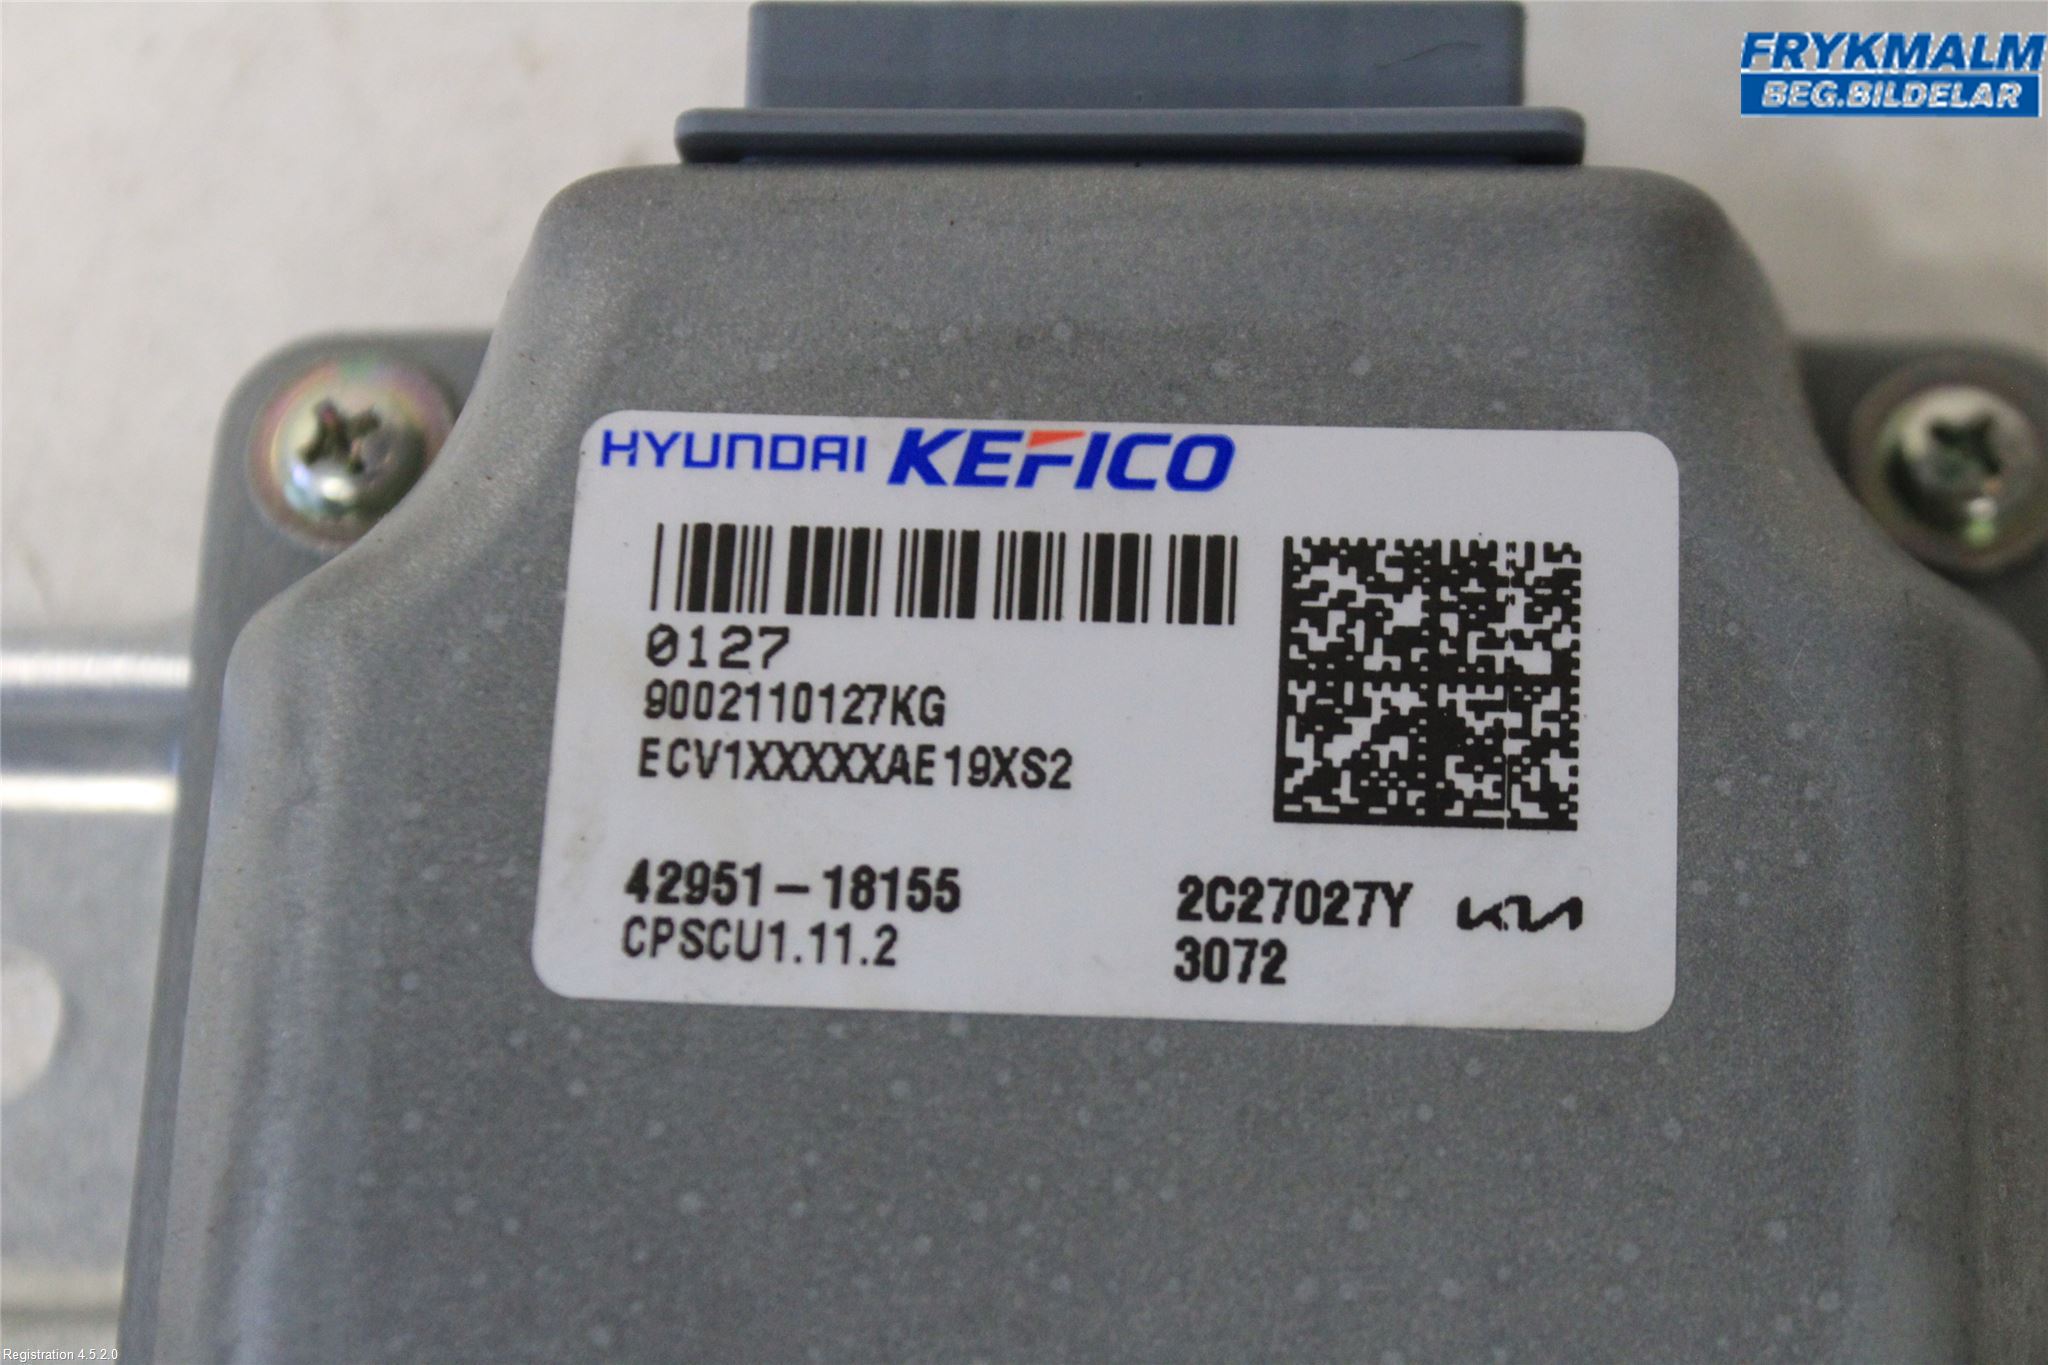 FRYKMALM
BEG.BILDELAR
HYUNDAI KEFICO
0127
9002110127KG
ECV1XXXXXAE19XS2
42951-18155
CPSCU1.11.2
2C27027Y KIA
3072
Registration 4.5.2.0